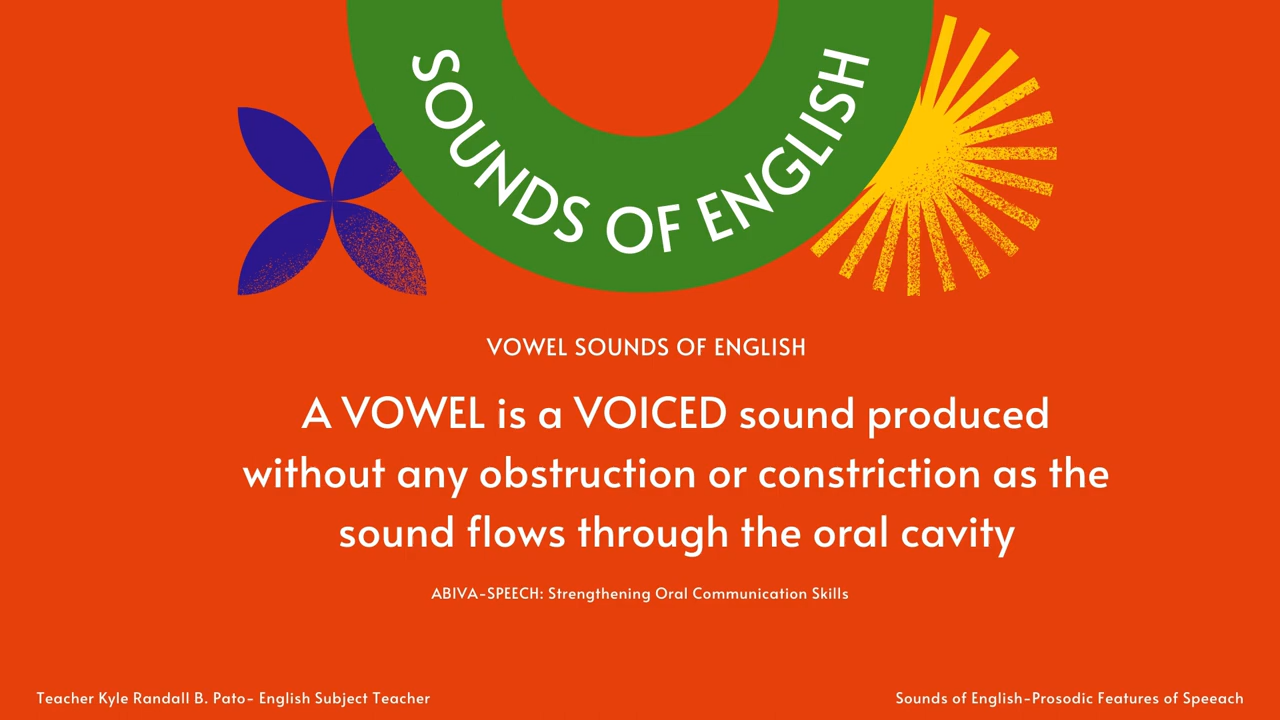 SOUNDS OF ENGLISH
VOWEL SOUNDS OF ENGLISH
A VOWEL is a VOICED sound produced
without any obstruction or constriction as the
sound flows through the oral cavity
ABIVA-SPEECH: Strengthening Oral Communication Skills
Teacher Kyle Randall B. Pato- English Subject Teacher
Sounds of English-Prosodic Features of Speeach